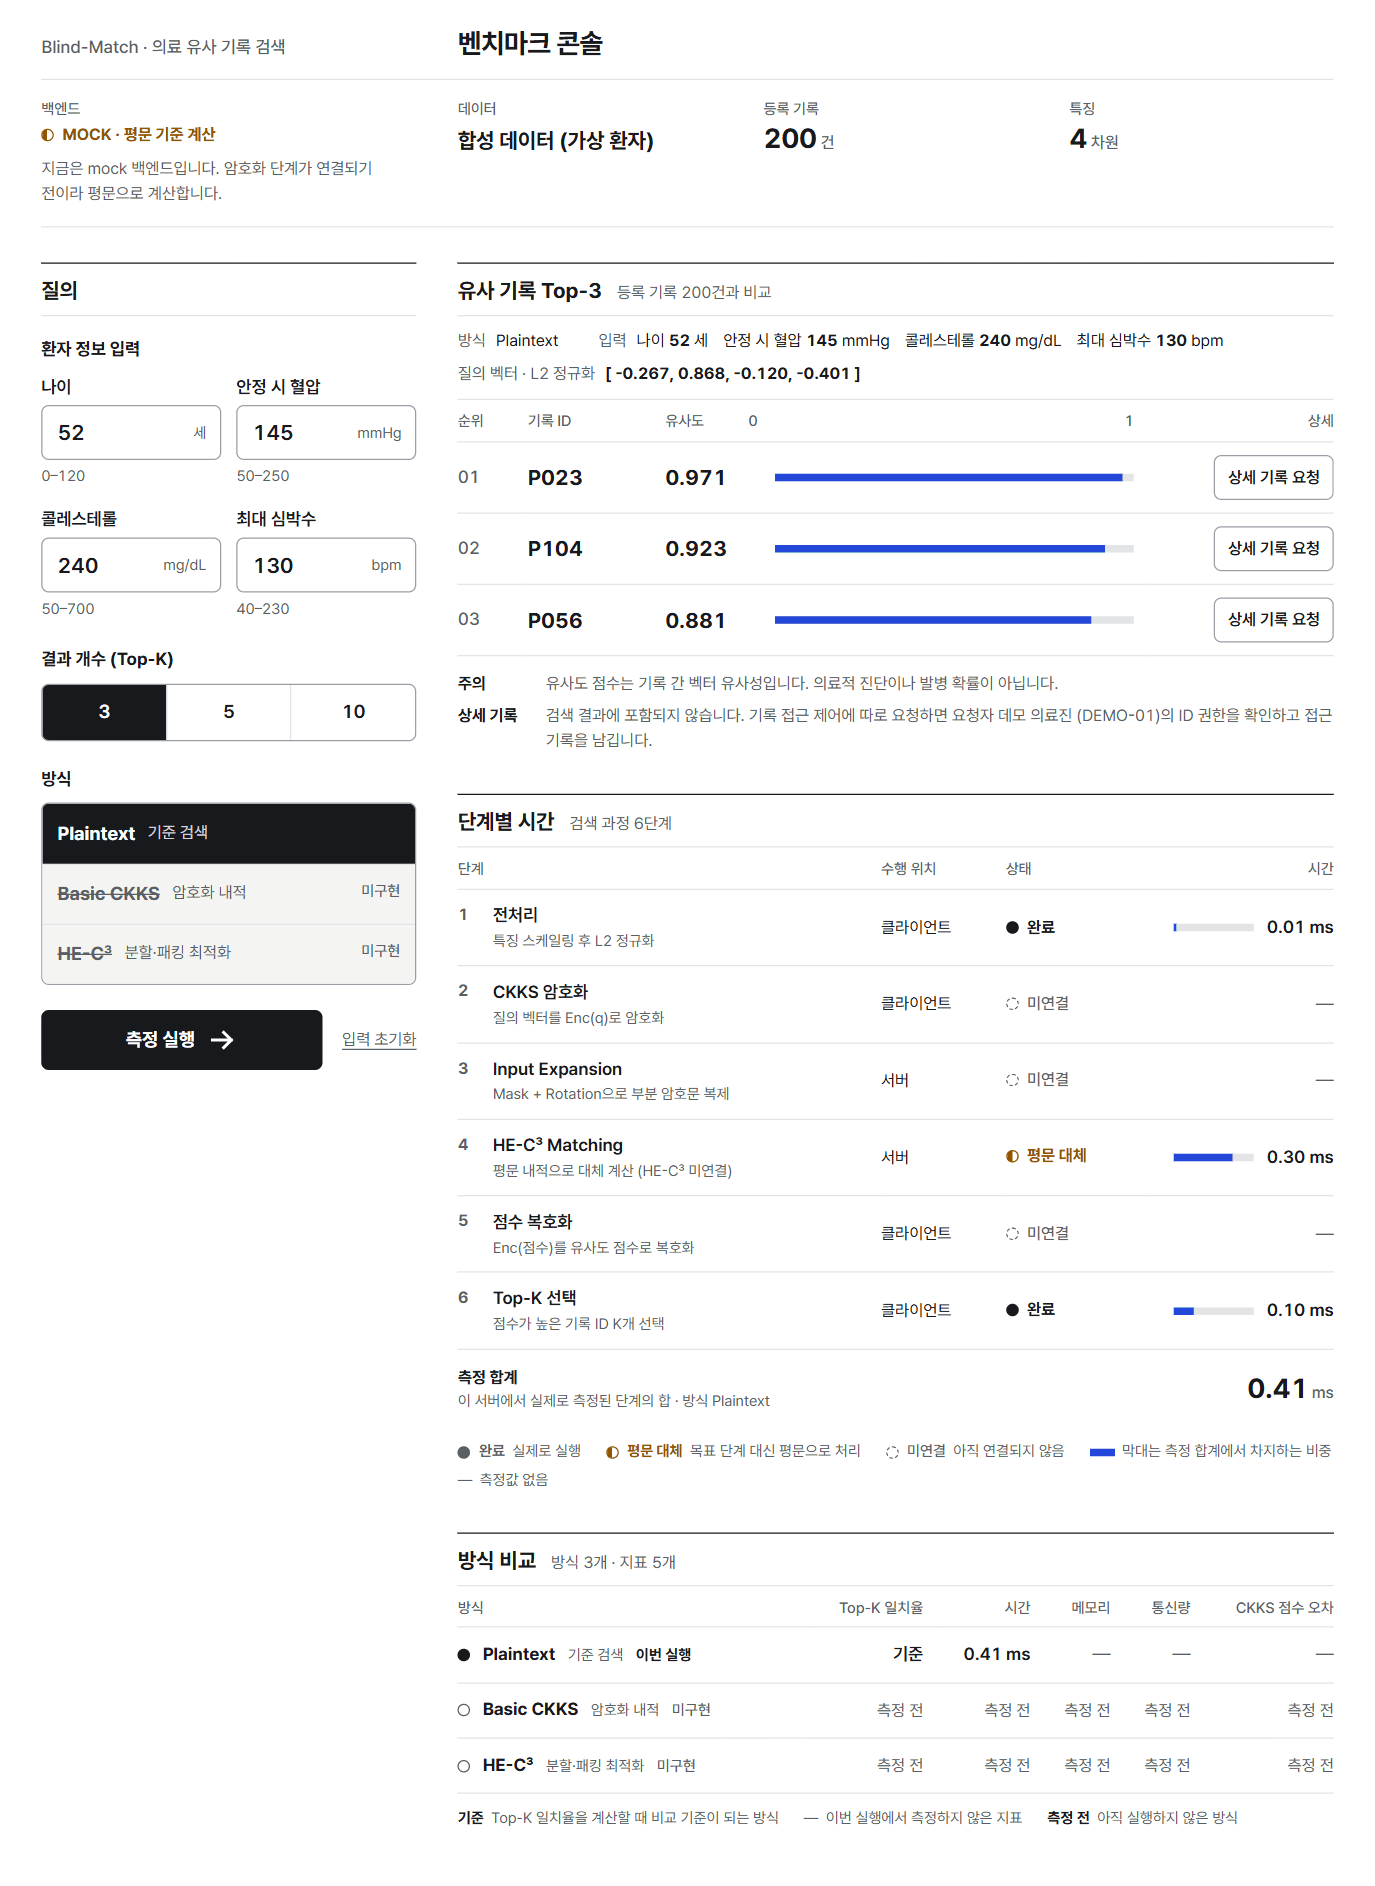 Blind-Match · 의료 유사 기록 검색
벤치마크 콘솔
백엔드
MOCK · 평문 기준 계산
지금은 mock 백엔드입니다. 암호화 단계가 연결되기
전이라 평문으로 계산합니다.
데이터
합성 데이터 (가상 환자)
등록 기록
200 건
특징
4 차원
질의
환자 정보 입력
나이
안정 시 혈압
52 세
145 mmHg
0–120
50–250
콜레스테롤
최대 심박수
240 mg/dL
130 bpm
50–700
40–230
결과 개수 (Top-K)
3 5 10
방식
Plaintext 기준 검색
Basic CKKS 암호화 내적 미구현
HE-C³ 분할·패킹 최적화 미구현
측정 실행 →
입력 초기화
유사 기록 Top-3 등록 기록 200건과 비교
방식 Plaintext 입력 나이 52 세 안정 시 혈압 145 mmHg 콜레스테롤 240 mg/dL 최대 심박수 130 bpm
질의 벡터 · L2 정규화 [ -0.267, 0.868, -0.120, -0.401 ]
순위 기록 ID 유사도 0 1 상세
01 P023 0.971 상세 기록 요청
02 P104 0.923 상세 기록 요청
03 P056 0.881 상세 기록 요청
주의 유사도 점수는 기록 간 벡터 유사성입니다. 의료적 진단이나 발병 확률이 아닙니다.
상세 기록 검색 결과에 포함되지 않습니다. 기록 접근 제어에 따로 요청하면 요청자 데모 의료진 (DEMO-01)의 ID 권한을 확인하고 접근
기록을 남깁니다.
단계별 시간 검색 과정 6단계
단계 수행 위치 상태 시간
1 전처리 클라이언트 완료 0.01 ms
특징 스케일링 후 L2 정규화
2 CKKS 암호화 클라이언트 미연결 —
질의 벡터를 Enc(q)로 암호화
3 Input Expansion 서버 미연결 —
Mask + Rotation으로 부분 암호문 복제
4 HE-C³ Matching 서버 평문 대체 0.30 ms
평문 내적으로 대체 계산 (HE-C³ 미연결)
5 점수 복호화 클라이언트 미연결 —
Enc(점수)를 유사도 점수로 복호화
6 Top-K 선택 클라이언트 완료 0.10 ms
점수가 높은 기록 ID K개 선택
측정 합계 0.41 ms
이 서버에서 실제로 측정된 단계의 합 · 방식 Plaintext
완료 실제로 실행 평문 대체 목표 단계 대신 평문으로 처리 미연결 아직 연결되지 않음 막대는 측정 합계에서 차지하는 비중
— 측정값 없음
방식 비교 방식 3개 · 지표 5개
방식 Top-K 일치율 시간 메모리 통신량 CKKS 점수 오차
Plaintext 기준 검색 이번 실행 기준 0.41 ms — — —
Basic CKKS 암호화 내적 미구현 측정 전 측정 전 측정 전 측정 전 측정 전
HE-C³ 분할·패킹 최적화 미구현 측정 전 측정 전 측정 전 측정 전 측정 전
기준 Top-K 일치율을 계산할 때 비교 기준이 되는 방식 — 이번 실행에서 측정하지 않은 지표 측정 전 아직 실행하지 않은 방식